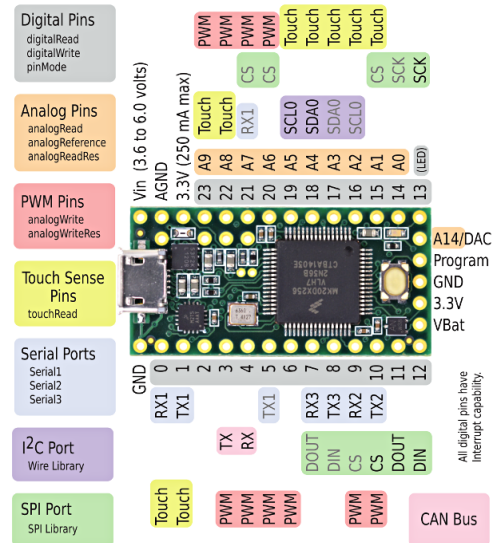 Digital Pins
digitalRead
digitalWrite
pinMode
Analog Pins
analogRead
analogReference
analogReadRes
PWM Pins
analogWrite
analogWriteRes
Touch Sense
Pins
touchRead
Serial Ports
Serial1
Serial2
Serial3
I2C Port
Wire Library
SPI Port
SPI Library
PWM PWM PWM PWM Touch Touch Touch Touch Touch
CS CS CS SCK SCK
Touch Touch RX1 SCL0 SDA0 SDA0 SCL0
Vin (3.6 to 6.0 volts)
AGND
3.3V (250 mA max)
A9 A8 A7 A6 A5 A4 A3 A2 A1 A0 (LED)
23 22 21 20 19 18 17 16 15 14 13
MK20DX256
VLH7
2N56B
CTBA1403E
A14/DAC
Program
GND
3.3V
VBat
GND 0 1 2 3 4 5 6 7 8 9 10 11 12
RX1 TX1 TX1 RX3 TX3 RX2 TX2
TX RX
DOUT DIN CS CS DOUT DIN
Touch Touch PWM PWM PWM PWM PWM PWM
All digital pins have
Interrupt capability.
CAN Bus